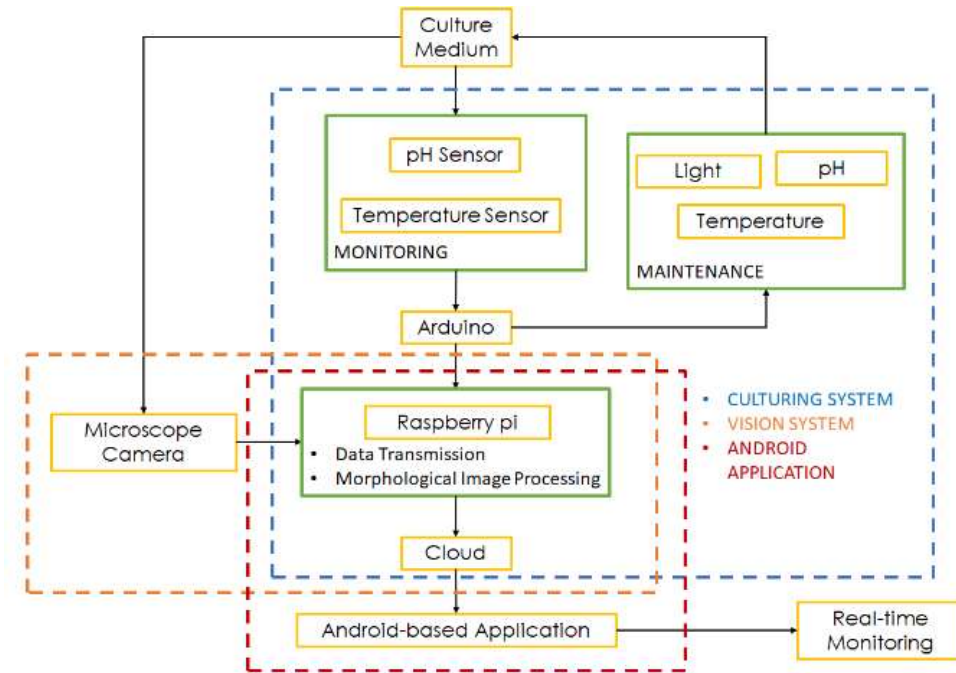 Culture
Medium
pH Sensor
Temperature Sensor
MONITORING
Light
pH
Temperature
MAINTENANCE
Arduino
Microscope
Camera
Raspberry pi
• Data Transmission
• Morphological Image Processing
• CULTURING SYSTEM
• VISION SYSTEM
• ANDROID
APPLICATION
Cloud
Android-based Application
Real-time
Monitoring